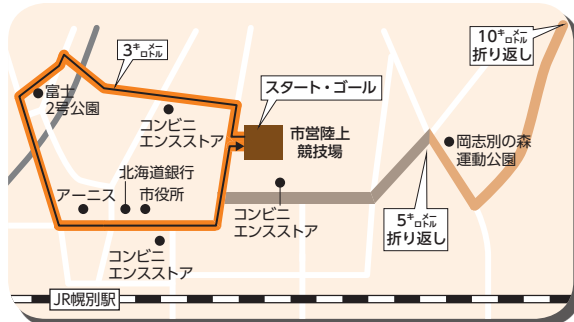 3キロメートル
10キロメートル
折り返し
富士
2号公園
スタート・ゴール
コンビニ
エンスストア
市営陸上
競技場
岡志別の森
運動公園
北海道銀行
アーニス
市役所
コンビニ
エンスストア
5キロメートル
折り返し
コンビニ
エンスストア
JR幌別駅